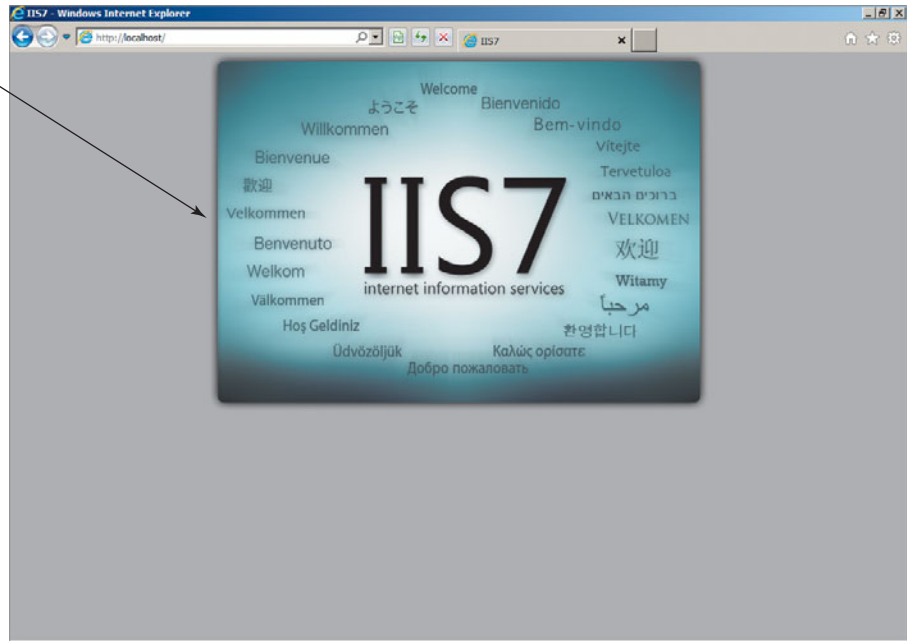 IIS7 - Windows Internet Explorer
http://localhost/
IIS7
Welcome
ようこそ
Bienvenido
Willkommen
Bem-vindo
Bienvenue
Vítejte
歡迎
Tervetuloa
ברוכים הבאים
Velkommen
VELKOMEN
Benvenuto
欢迎
IIS7
Welkom
Witamy
internet information services
Välkommen
مرحباً
Hoş Geldiniz
환영합니다
Üdvözöljük
Καλώς ορίσατε
Добро пожаловать